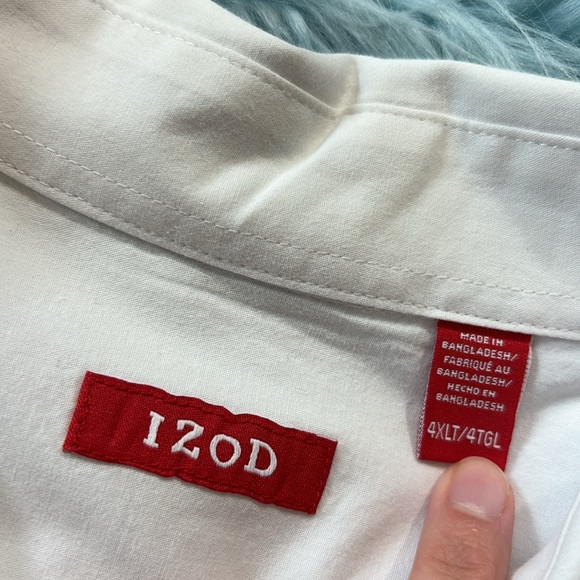 IZOD
MADE IN
BANGLADESH/
FABRIQUÉ AU
BANGLADESH/
HECHO EN
BANGLADESH
4XLT/4TGL